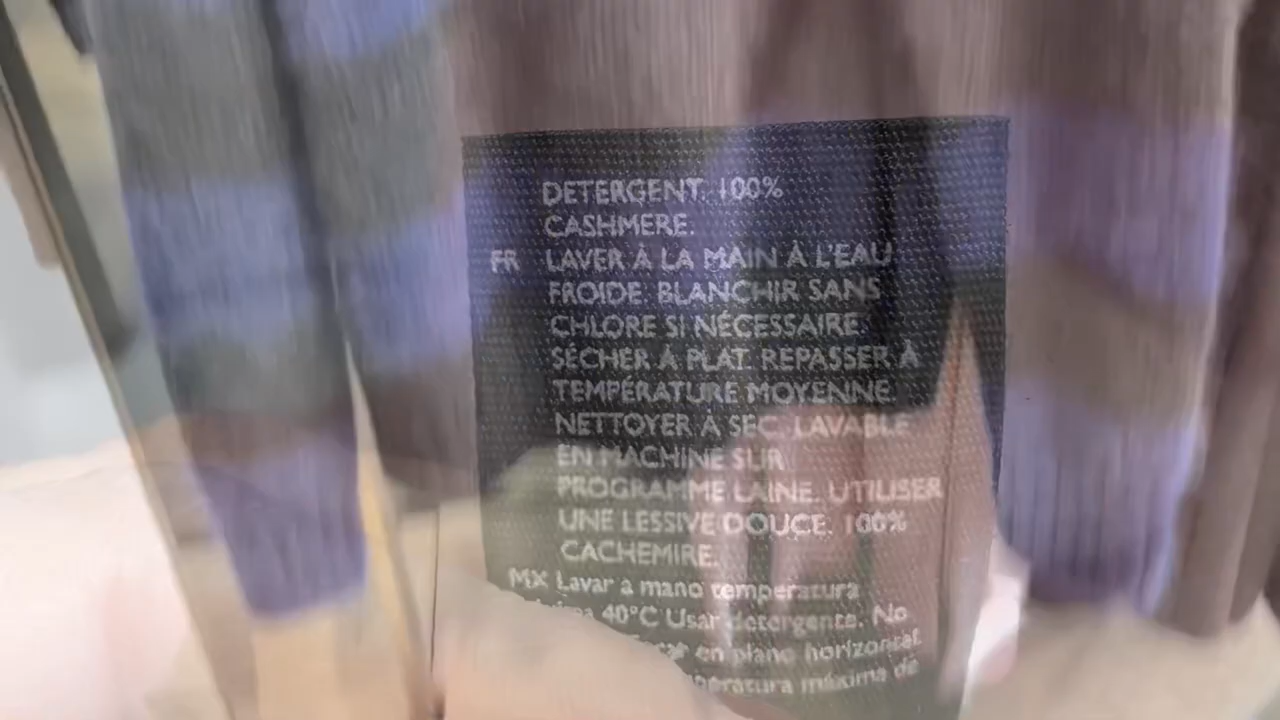 DETERGENT. 100%
CASHMERE.
FR LAVER À LA MAIN À L'EAU
FROIDE. BLANCHIR SANS
CHLORE SI NÉCESSAIRE.
SÉCHER À PLAT. REPASSER À
TEMPÉRATURE MOYENNE.
NETTOYER À SEC. LAVABLE
EN MACHINE SUR
PROGRAMME LAINE. UTILISER
UNE LESSIVE DOUCE. 100%
CACHEMIRE.
MX Lavar a mano temperatura
40°C Usar detergente. No
en plano horizontal.
máxima de